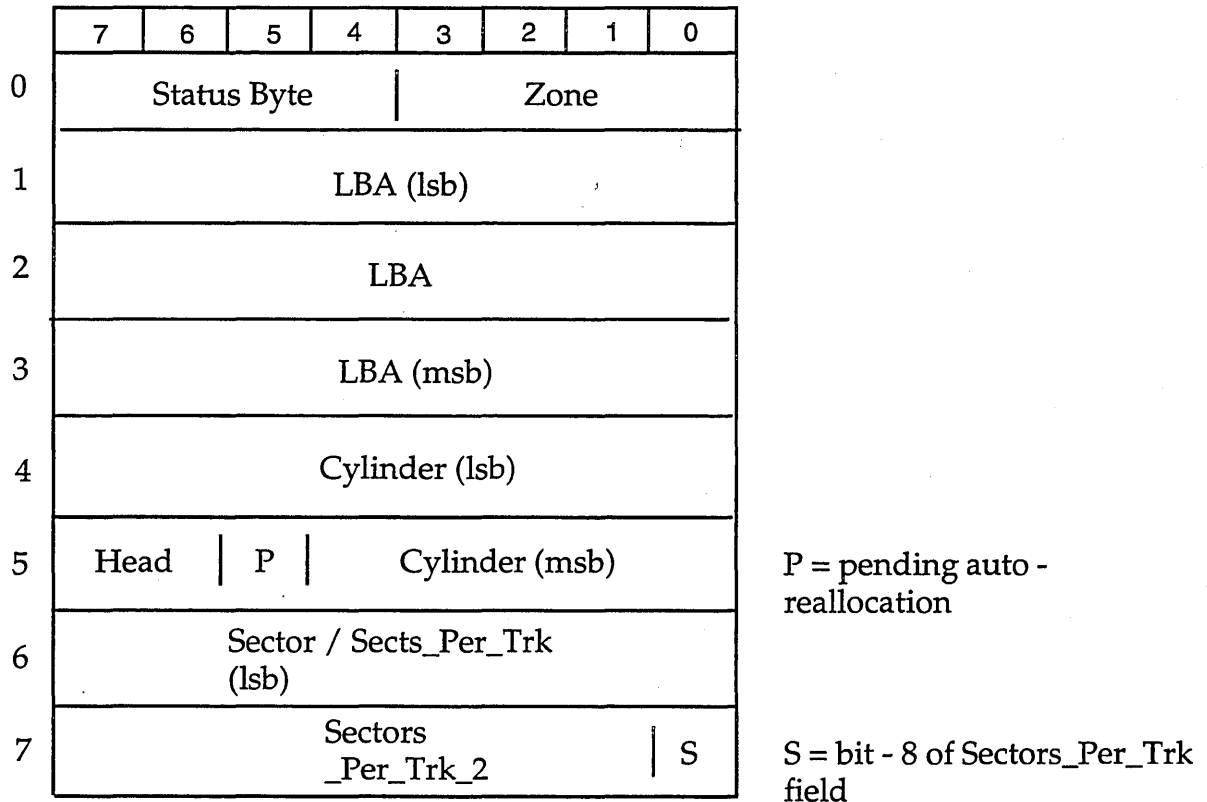 7 6 5 4 3 2 1 0
0 Status Byte Zone
1 LBA (lsb)
2 LBA
3 LBA (msb)
4 Cylinder (lsb)
5 Head P Cylinder (msb) P = pending auto -
reallocation
6 Sector / Sects_Per_Trk
(lsb)
7 Sectors
_Per_Trk_2 S S = bit - 8 of Sectors_Per_Trk
field